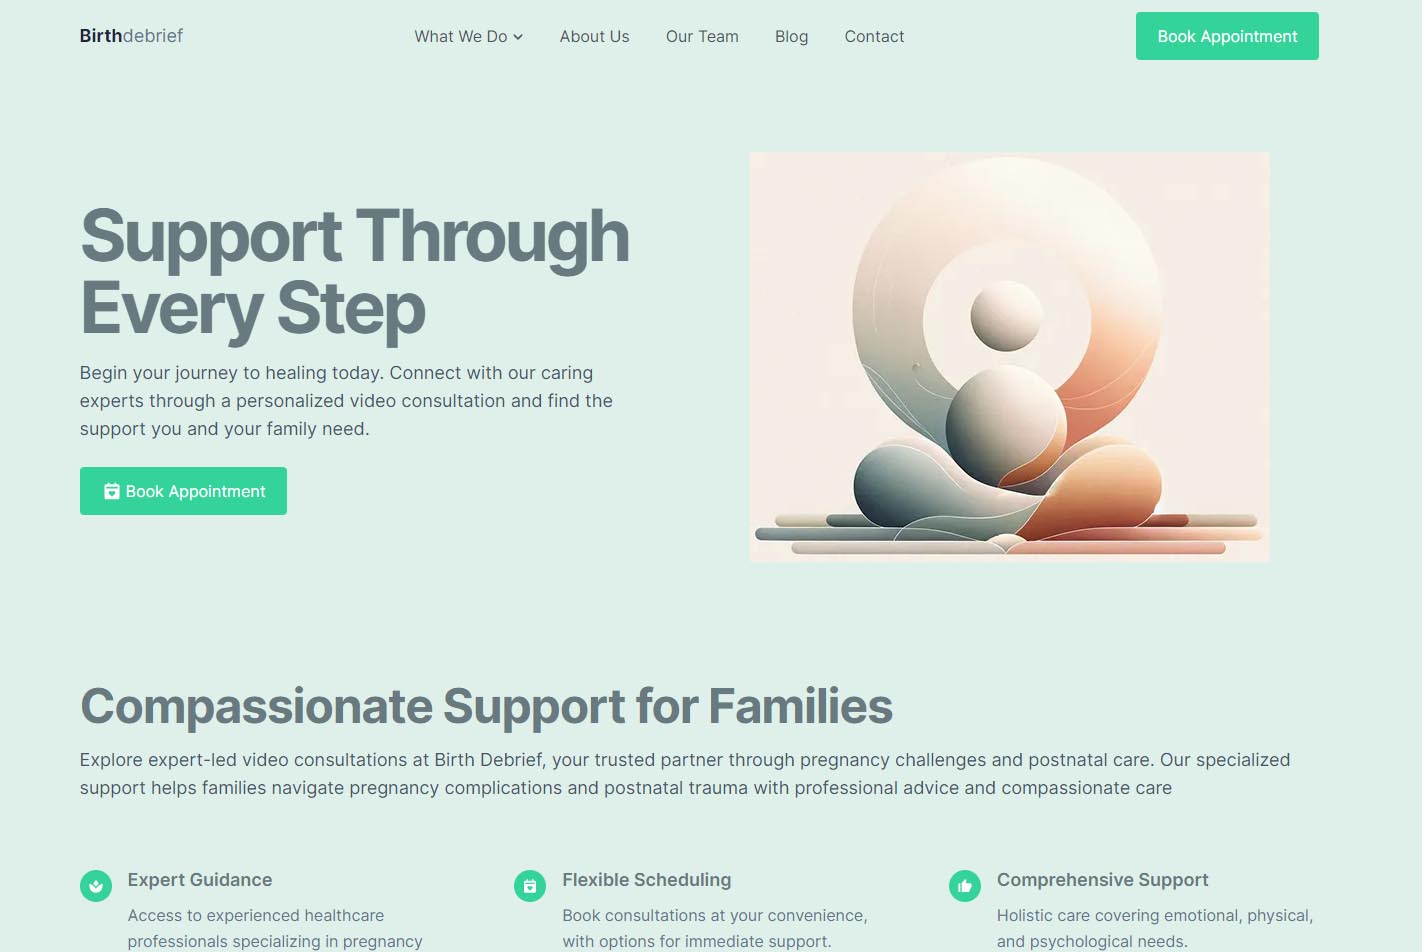 Birthdebrief
What We Do
About Us
Our Team
Blog
Contact
Book Appointment
Support Through
Every Step
Begin your journey to healing today. Connect with our caring
experts through a personalized video consultation and find the
support you and your family need.
Book Appointment
Compassionate Support for Families
Explore expert-led video consultations at Birth Debrief, your trusted partner through pregnancy challenges and postnatal care. Our specialized
support helps families navigate pregnancy complications and postnatal trauma with professional advice and compassionate care
Expert Guidance
Access to experienced healthcare
professionals specializing in pregnancy
Flexible Scheduling
Book consultations at your convenience,
with options for immediate support.
Comprehensive Support
Holistic care covering emotional, physical,
and psychological needs.